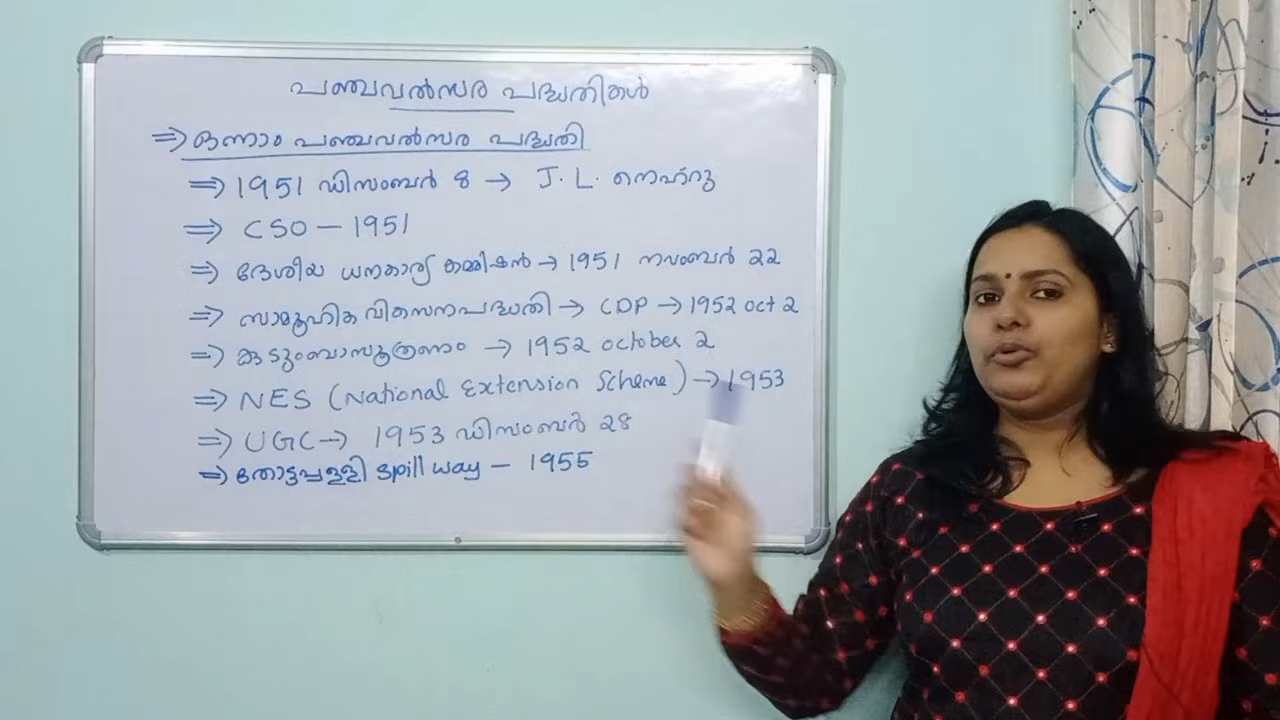 പഞ്ചവൽസര പദ്ധതികൾ
⇒ ഒന്നാം പഞ്ചവൽസര പദ്ധതി
⇒ 1951 ഡിസംബർ 8 → J.L. നെഹ്റു
⇒ CSO – 1951
⇒ ദേശീയ ധനകാര്യ കമ്മിഷൻ → 1951 നവംബർ 22
⇒ സാമൂഹിക വികസനപദ്ധതി → CDP → 1952 oct 2
⇒ കുടുംബാസൂത്രണം → 1952 october 2
⇒ NES (National Extension Scheme) → 1953
⇒ UGC → 1953 ഡിസംബർ 28
⇒ തോട്ടപ്പള്ളി spill way – 1955